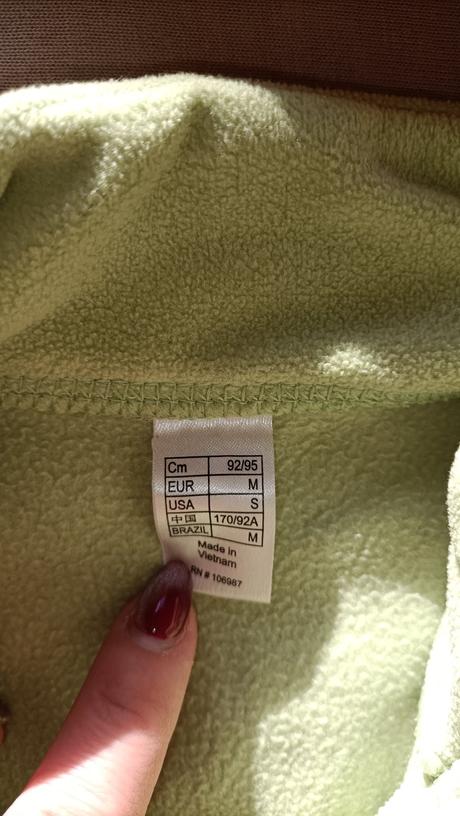 Cm 92/95
EUR M
USA S
中国 170/92A
BRAZIL M
Made in
Vietnam
RN # 106987